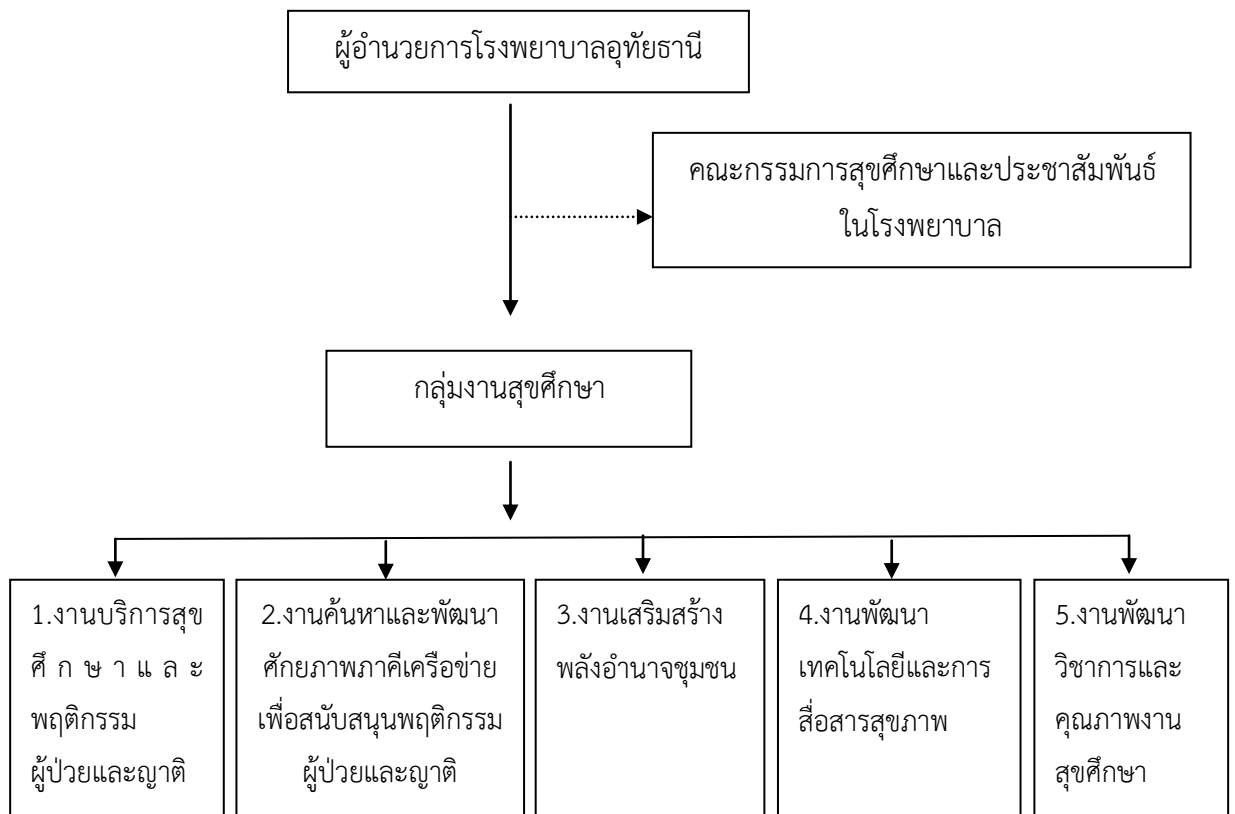 ผู้อำนวยการโรงพยาบาลอุทัยธานี
คณะกรรมการสุขศึกษาและประชาสัมพันธ์
ในโรงพยาบาล
กลุ่มงานสุขศึกษา
1.งานบริการสุข
ศึกษาและ
พฤติกรรม
ผู้ป่วยและญาติ
2.งานค้นหาและพัฒนา
ศักยภาพภาคีเครือข่าย
เพื่อสนับสนุนพฤติกรรม
ผู้ป่วยและญาติ
3.งานเสริมสร้าง
พลังอำนาจชุมชน
4.งานพัฒนา
เทคโนโลยีและการ
สื่อสารสุขภาพ
5.งานพัฒนา
วิชาการและ
คุณภาพงาน
สุขศึกษา